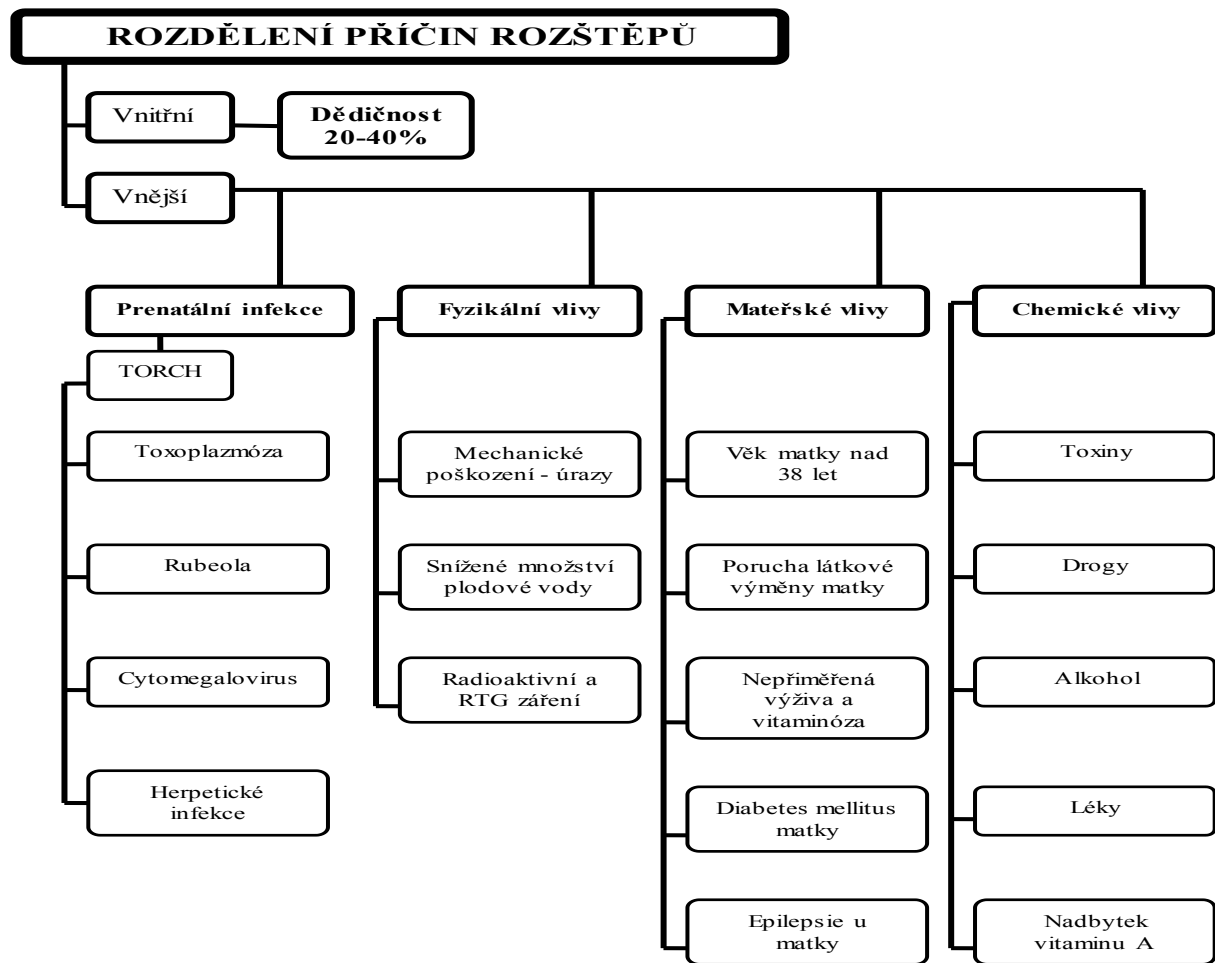 ROZDĚLENÍ PŘÍČIN ROZŠTĚPŮ
Vnitřní
Dědičnost
20-40%
Vnější
Prenatální infekce
TORCH
Toxoplazmóza
Rubeola
Cytomegalovirus
Herpetické
infekce
Fyzikální vlivy
Mechanické
poškození - úrazy
Snížené množství
plodové vody
Radioaktivní a
RTG záření
Mateřské vlivy
Věk matky nad
38 let
Porucha látkové
výměny matky
Nepřiměřená
výživa a
vitaminóza
Diabetes mellitus
matky
Epilepsie u
matky
Chemické vlivy
Toxiny
Drogy
Alkohol
Léky
Nadbytek
vitaminu A